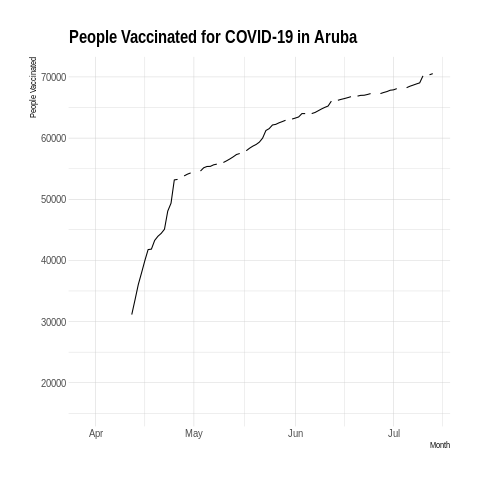 People Vaccinated for COVID-19 in Aruba
People Vaccinated
70000
60000
50000
40000
30000
20000
Apr May Jun Jul
Month